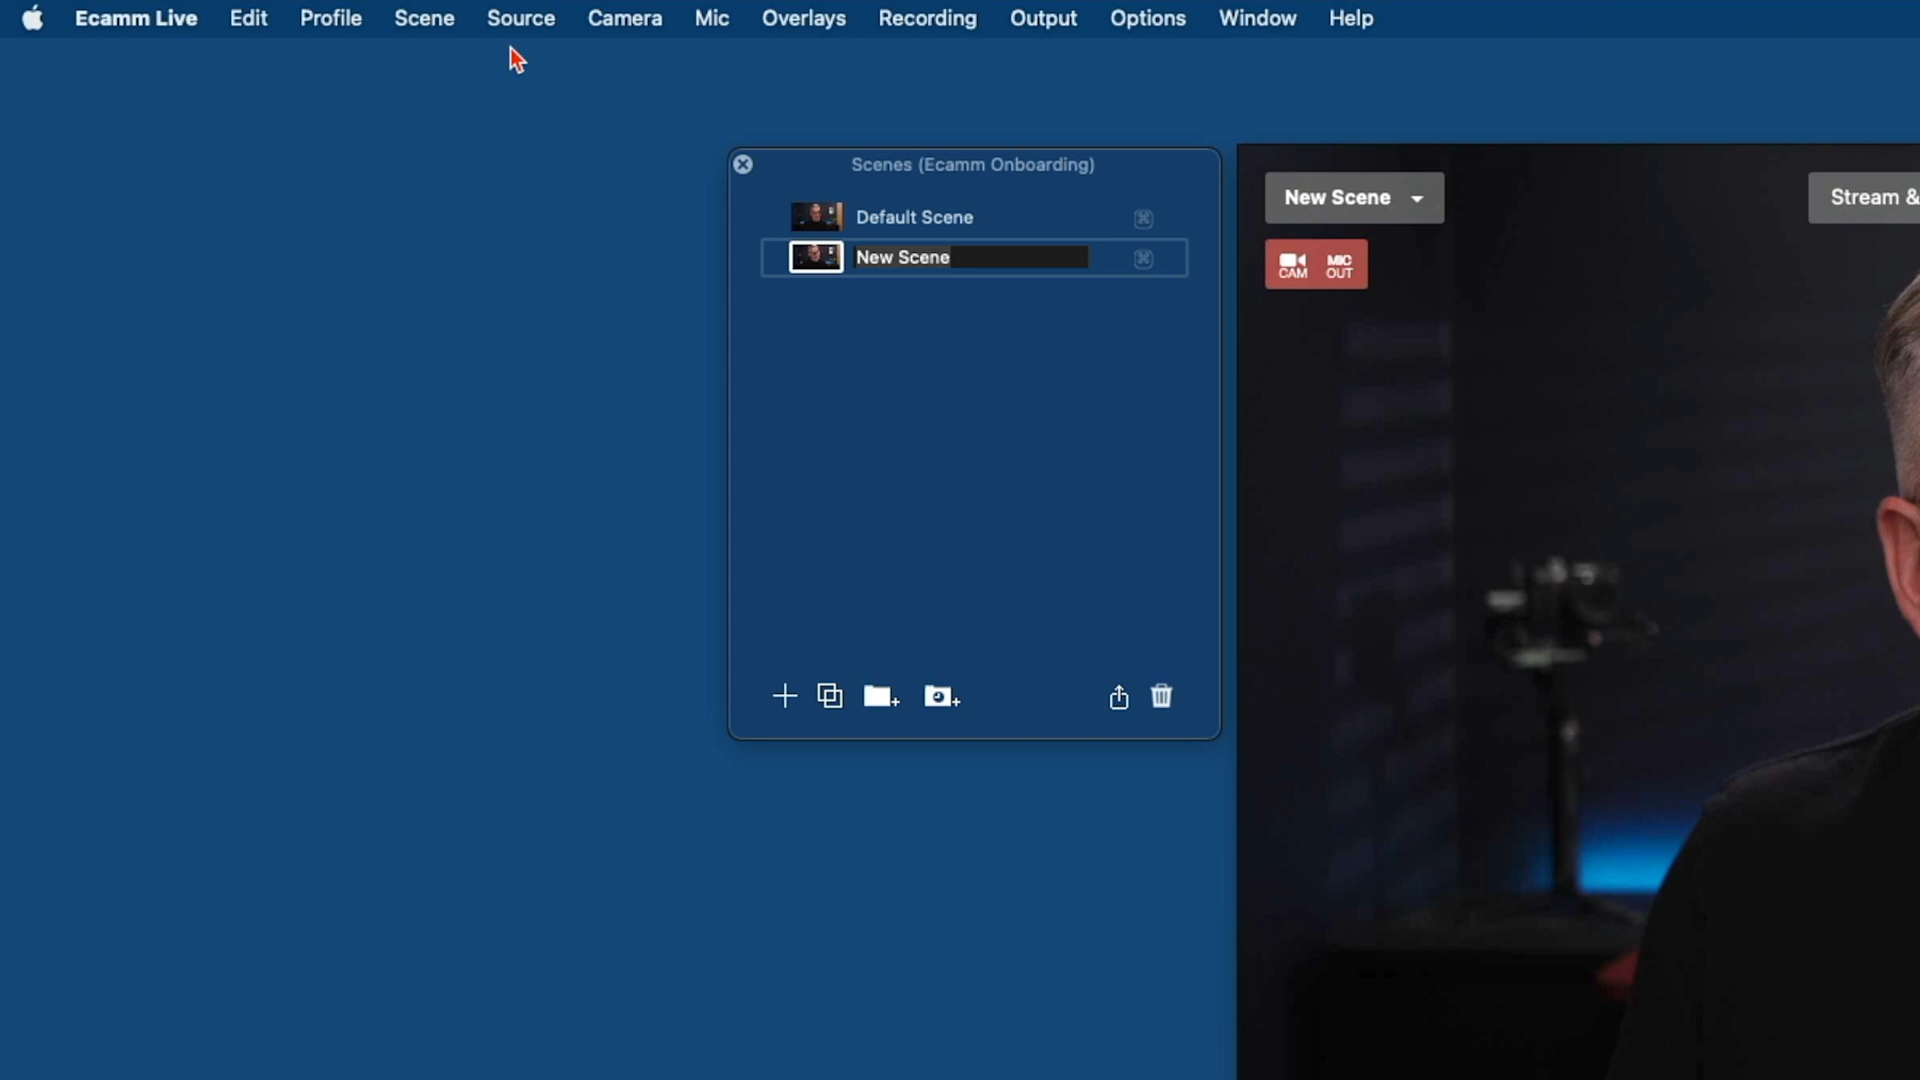 Ecamm Live Edit Profile Scene Source Camera Mic Overlays Recording Output Options Window Help
Scenes (Ecamm Onboarding)
Default Scene
New Scene
New Scene
Stream &
CAM
MIC OUT